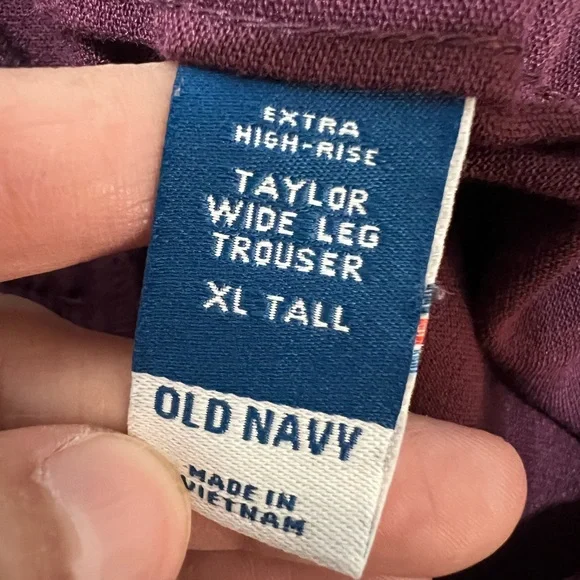 EXTRA
HIGH-RISE
TAYLOR
WIDE LEG
TROUSER
XL TALL
OLD NAVY
MADE IN
VIETNAM